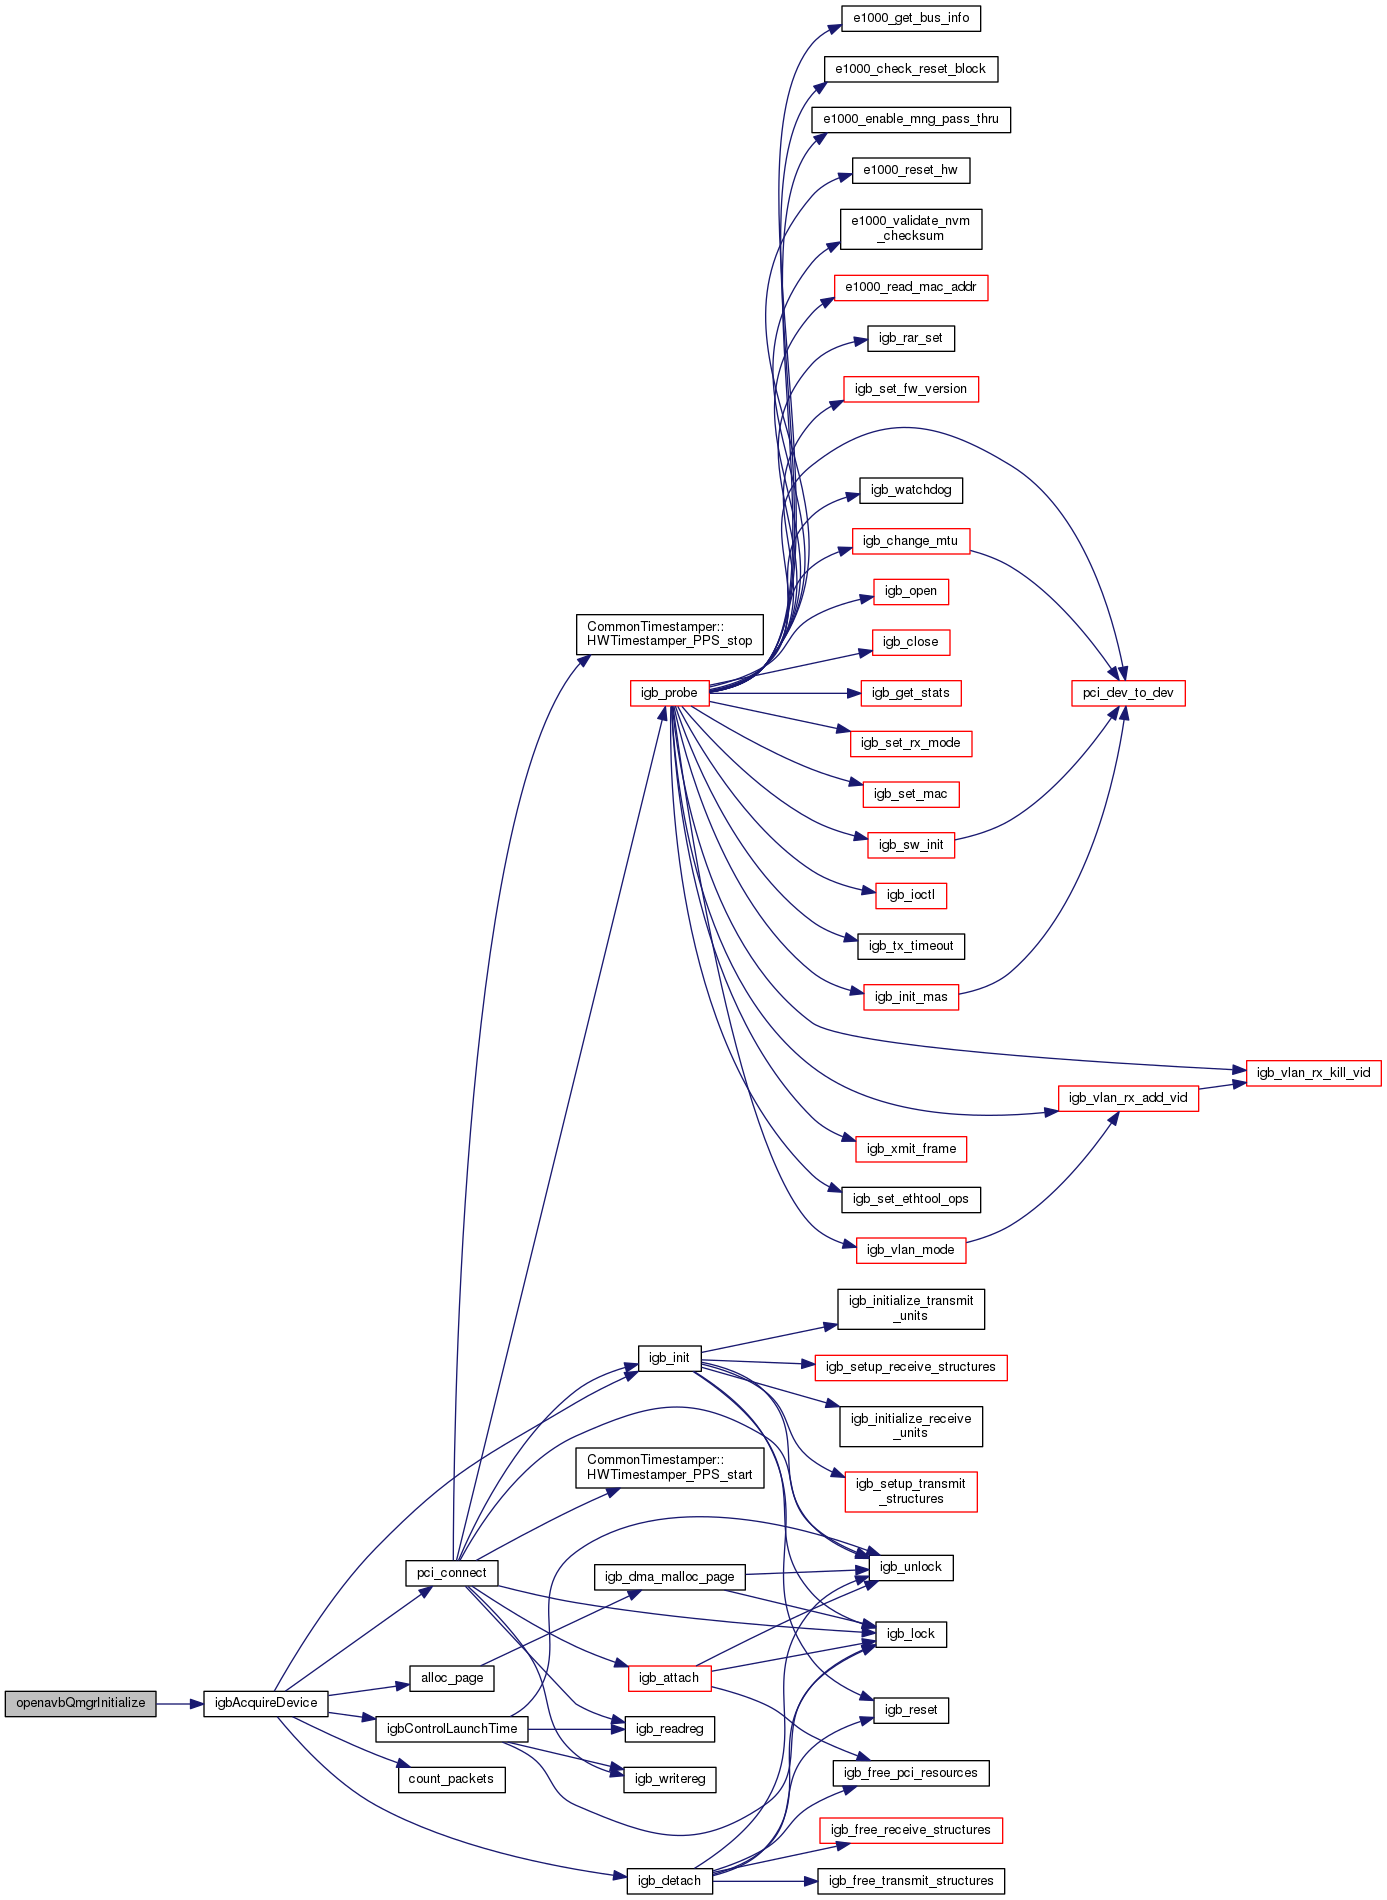 e1000_get_bus_info
e1000_check_reset_block
e1000_enable_mng_pass_thru
e1000_reset_hw
e1000_validate_nvm
_checksum
e1000_read_mac_addr
igb_rar_set
igb_set_fw_version
igb_watchdog
igb_change_mtu
igb_open
CommonTimestamper::
HWTimestamper_PPS_stop
igb_close
igb_probe
igb_get_stats
pci_dev_to_dev
igb_set_rx_mode
igb_set_mac
igb_sw_init
igb_ioctl
igb_tx_timeout
igb_init_mas
igb_vlan_rx_kill_vid
igb_vlan_rx_add_vid
igb_xmit_frame
igb_set_ethtool_ops
igb_vlan_mode
igb_initialize_transmit
_units
igb_init
igb_setup_receive_structures
igb_initialize_receive
_units
CommonTimestamper::
HWTimestamper_PPS_start
igb_setup_transmit
_structures
pci_connect
igb_dma_malloc_page
igb_unlock
igb_lock
alloc_page
igb_attach
openavbQmgrInitialize
igbAcquireDevice
igb_reset
igbControlLaunchTime
igb_readreg
count_packets
igb_writereg
igb_free_pci_resources
igb_free_receive_structures
igb_detach
igb_free_transmit_structures